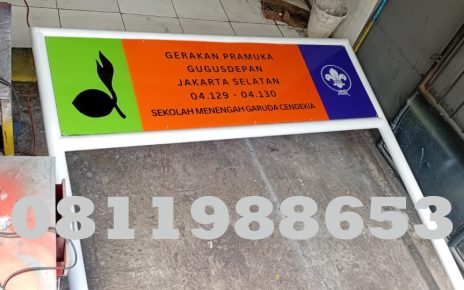 GERAKAN PRAMUKA
GUGUSDEPAN
JAKARTA SELATAN
04.129 - 04.130
SEKOLAH MENENGAH GARUDA CENDEKIA
0811988653